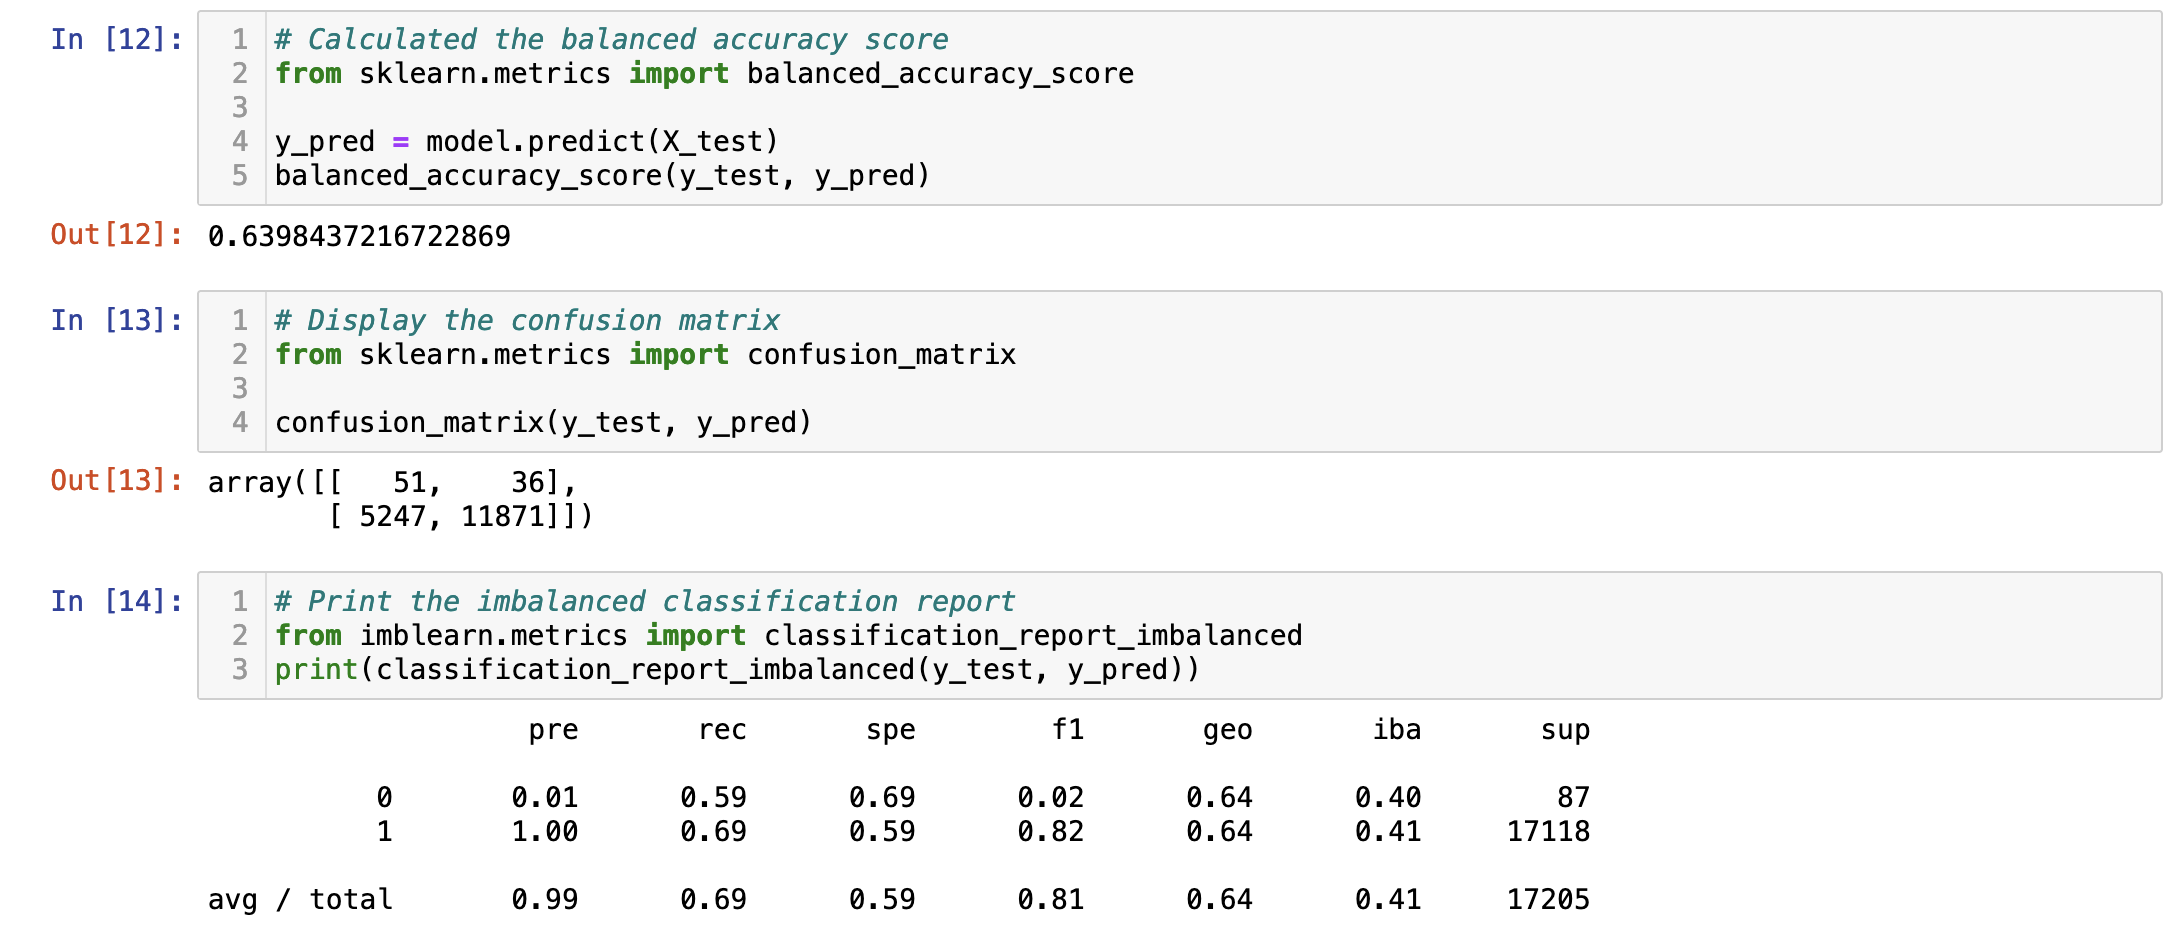 In [12]:
1 # Calculated the balanced accuracy score
2 from sklearn.metrics import balanced_accuracy_score
3
4 y_pred = model.predict(X_test)
5 balanced_accuracy_score(y_test, y_pred)
Out[12]: 0.6398437216722869
In [13]:
1 # Display the confusion matrix
2 from sklearn.metrics import confusion_matrix
3
4 confusion_matrix(y_test, y_pred)
Out[13]: array([[   51,    36],
       [ 5247, 11871]])
In [14]:
1 # Print the imbalanced classification report
2 from imblearn.metrics import classification_report_imbalanced
3 print(classification_report_imbalanced(y_test, y_pred))
pre rec spe f1 geo iba sup
0 0.01 0.59 0.69 0.02 0.64 0.40 87
1 1.00 0.69 0.59 0.82 0.64 0.41 17118
avg / total 0.99 0.69 0.59 0.81 0.64 0.41 17205